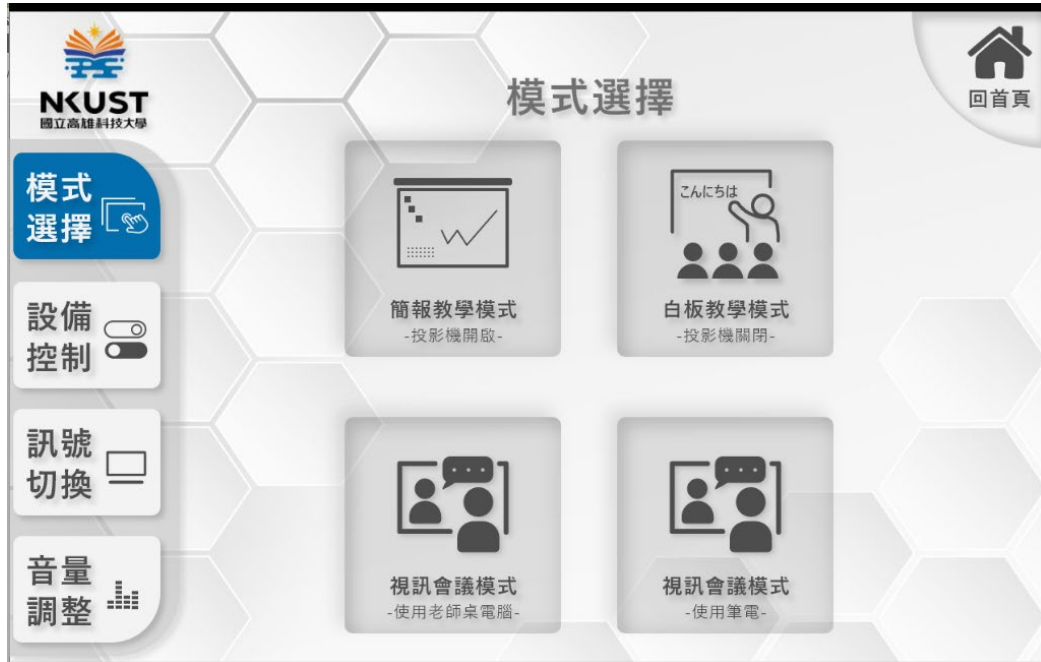 NKUST
國立高雄科技大學
模式選擇
回首頁
模式
選擇
設備
控制
訊號
切換
音量
調整
簡報教學模式
-投影機開啟-
こんにちは
白板教學模式
-投影機關閉-
視訊會議模式
-使用老師桌電腦-
視訊會議模式
-使用筆電-